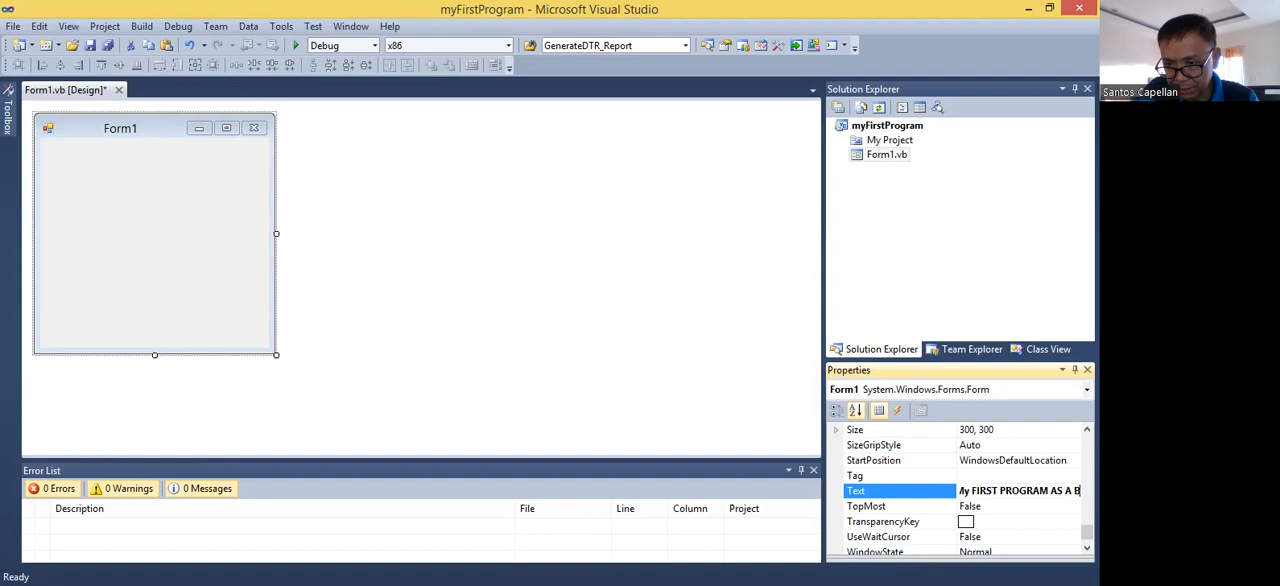 myFirstProgram - Microsoft Visual Studio
File Edit View Project Build Debug Team Data Tools Test Window Help
Debug x86 GenerateDTR_Report
Santos Capellan
Form1.vb [Design]*
Toolbox
Form1
Solution Explorer
myFirstProgram
My Project
Form1.vb
Solution Explorer Team Explorer Class View
Properties
Form1 System.Windows.Forms.Form
Size 300, 300
SizeGripStyle Auto
StartPosition WindowsDefaultLocation
Tag
Text My FIRST PROGRAM AS A B
TopMost False
TransparencyKey
UseWaitCursor False
WindowState Normal
Error List
0 Errors 0 Warnings 0 Messages
Description File Line Column Project
Ready